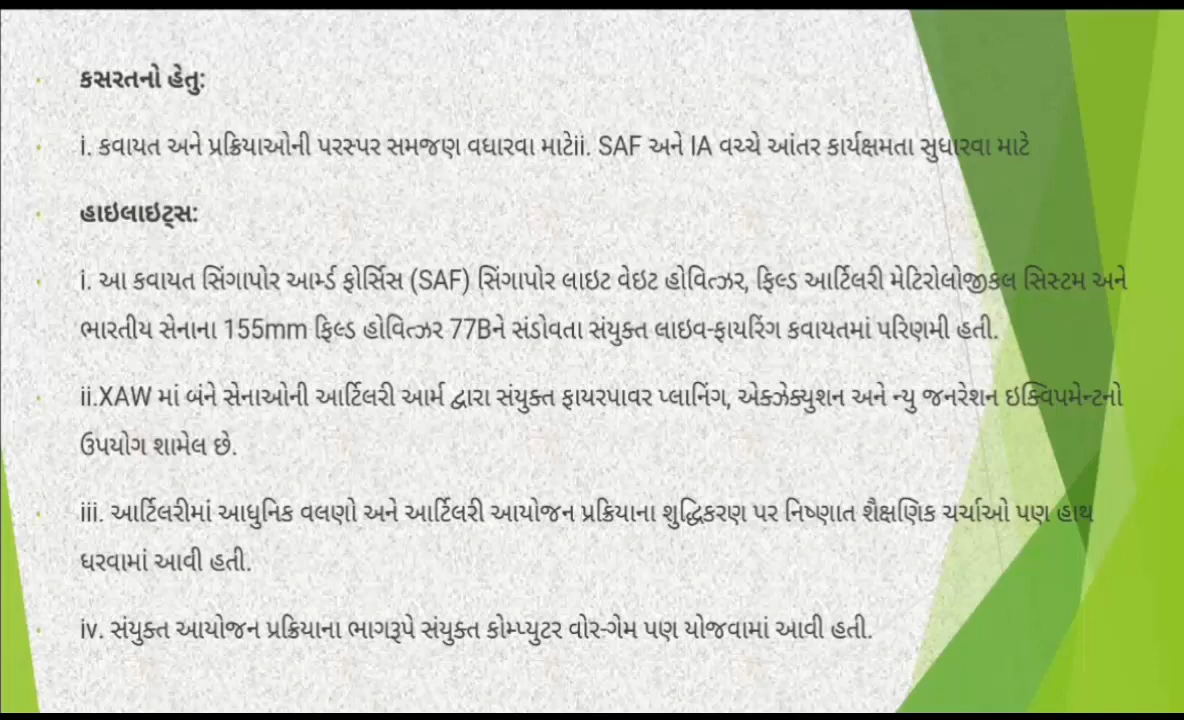 કસરતનો હેતુ:
i. કવાયત અને પ્રક્રિયાઓની પરસ્પર સમજણ વધારવા માટેii. SAF અને IA વચ્ચે આંતર કાર્યક્ષમતા સુધારવા માટે
હાઇલાઇટ્સ:
i. આ કવાયત સિંગાપોર આર્મ્ડ ફોર્સિસ (SAF) સિંગાપોર લાઇટ વેઇટ હોવિત્ઝર, ફિલ્ડ આર્ટિલરી મેટિરોલોજીકલ સિસ્ટમ અને
ભારતીય સેનાના 155mm ફિલ્ડ હોવિત્ઝર 77Bને સંડોવતા સંયુક્ત લાઇવ-ફાયરિંગ કવાયતમાં પરિણમી હતી.
ii.XAW માં બંને સેનાઓની આર્ટિલરી આર્મ દ્વારા સંયુક્ત ફાયરપાવર પ્લાનિંગ, એક્ઝેક્યુશન અને ન્યુ જનરેશન ઇક્વિપમેન્ટનો
ઉપયોગ શામેલ છે.
iii. આર્ટિલરીમાં આધુનિક વલણો અને આર્ટિલરી આયોજન પ્રક્રિયાના શુદ્ધિકરણ પર નિષ્ણાત શૈક્ષણિક ચર્ચાઓ પણ હાથ
ધરવામાં આવી હતી.
iv. સંયુક્ત આયોજન પ્રક્રિયાના ભાગરૂપે સંયુક્ત કોમ્પ્યુટર વોર-ગેમ પણ યોજવામાં આવી હતી.